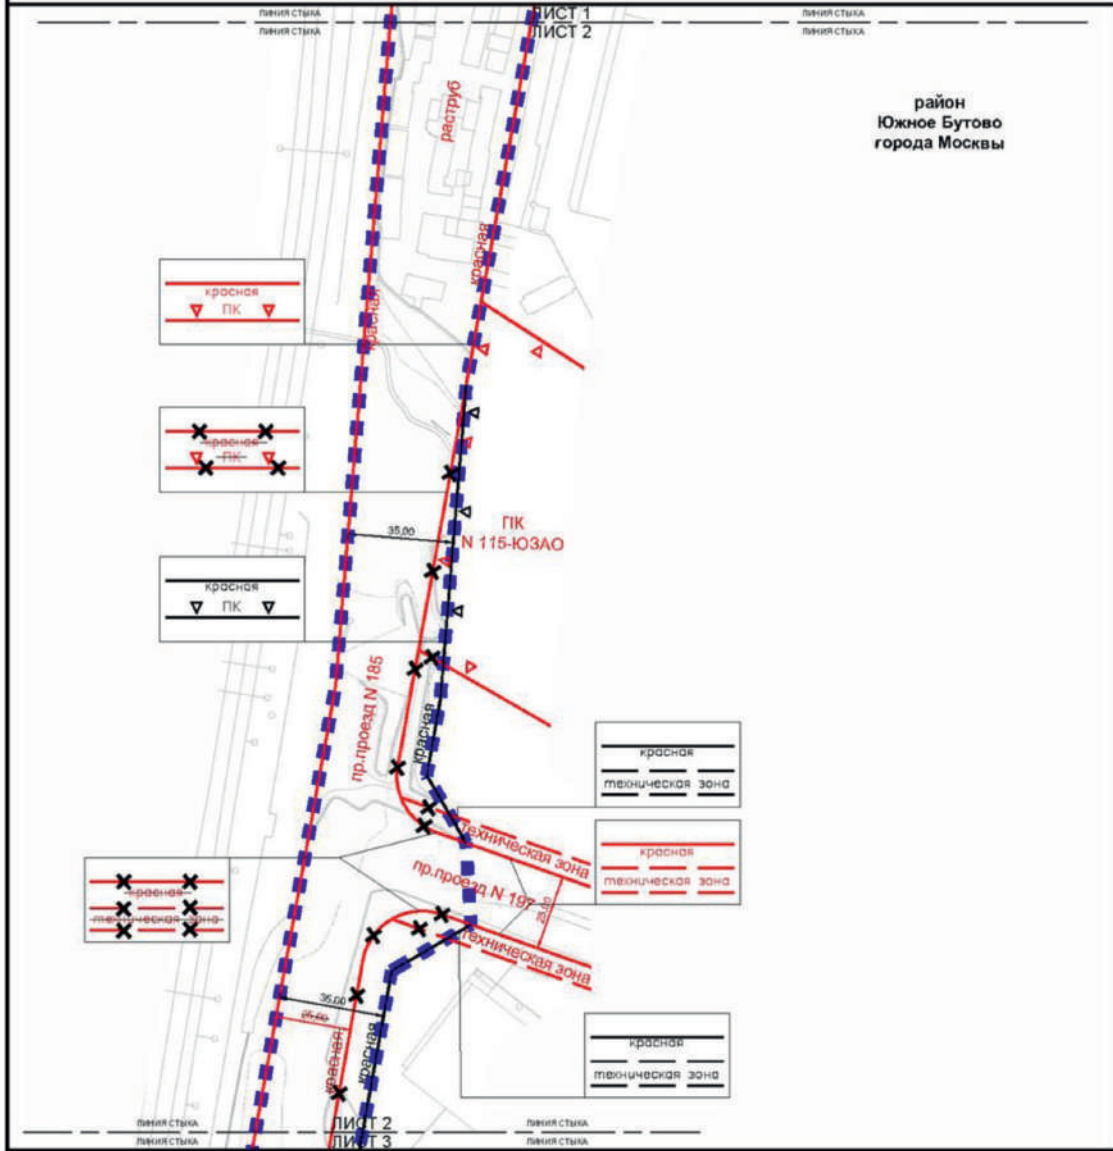 ЛИНИЯ СТЫКА
ЛИСТ 1
ЛИНИЯ СТЫКА
ЛИНИЯ СТЫКА
ЛИСТ 2
ЛИНИЯ СТЫКА
район
Южное Бутово
города Москвы
раструб
красная
красная
красная
ПК
красная
ПК
35,00
ПК
N 115-ЮЗАО
красная
ПК
пр.проезд N 185
красная
красная
техническая зона
техническая зона
красная
техническая зона
пр.проезд N 197
25,00
красная
техническая зона
техническая зона
35,00
25,00
красная
красная
красная
техническая зона
ЛИНИЯ СТЫКА
ЛИСТ 2
ЛИНИЯ СТЫКА
ЛИНИЯ СТЫКА
ЛИСТ 3
ЛИНИЯ СТЫКА